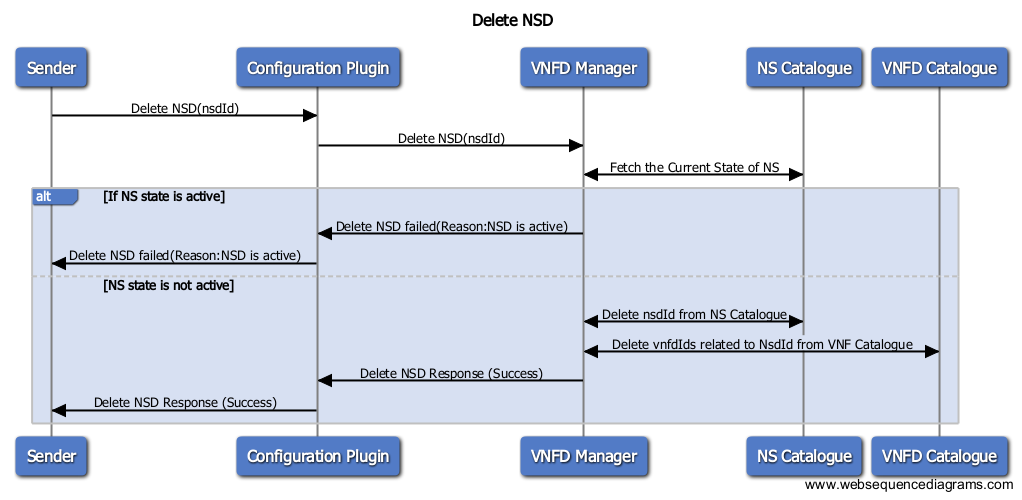 Delete NSD
Sender
Configuration Plugin
VNFD Manager
NS Catalogue
VNFD Catalogue
Delete NSD(nsdId)
Delete NSD(nsdId)
Fetch the Current State of NS
alt
[If NS state is active]
Delete NSD failed(Reason:NSD is active)
Delete NSD failed(Reason:NSD is active)
[NS state is not active]
Delete nsdId from NS Catalogue
Delete vnfdIds related to NsdId from VNF Catalogue
Delete NSD Response (Success)
Delete NSD Response (Success)
Sender
Configuration Plugin
VNFD Manager
NS Catalogue
VNFD Catalogue
www.websequencediagrams.com